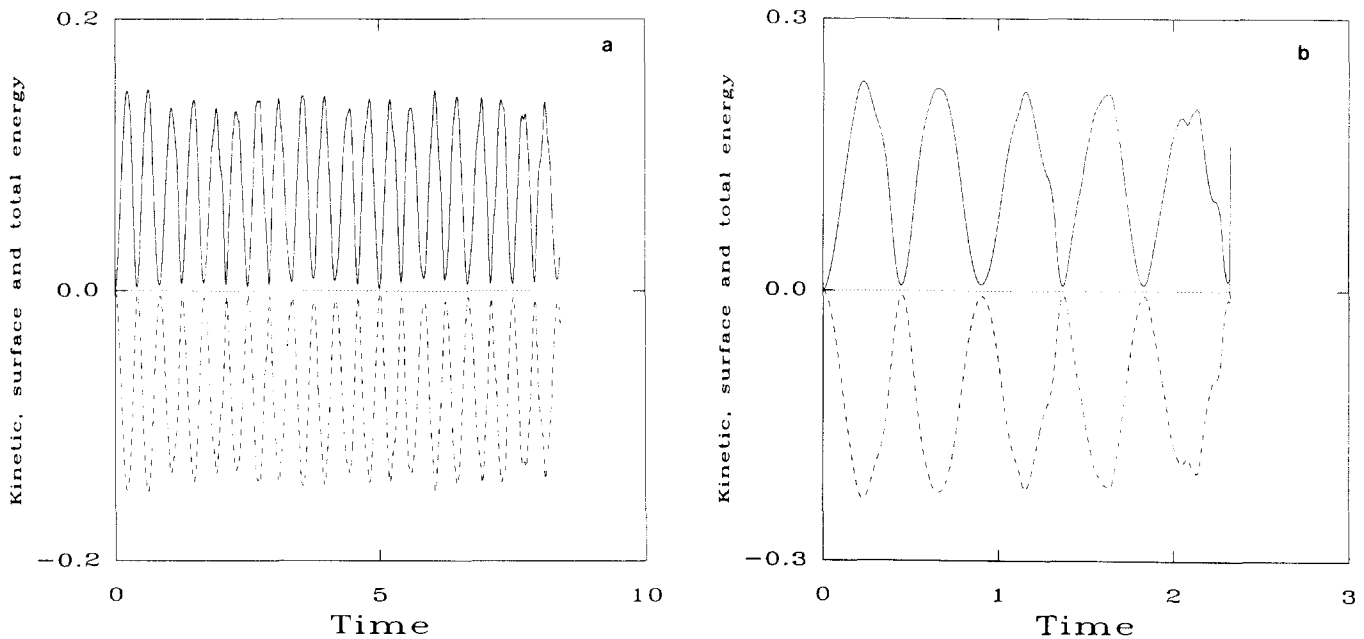 0.2
a
Kinetic, surface and total energy
0.0
−0.2
0
5
10
Time
0.3
b
Kinetic, surface and total energy
0.0
−0.3
0
1
2
3
Time